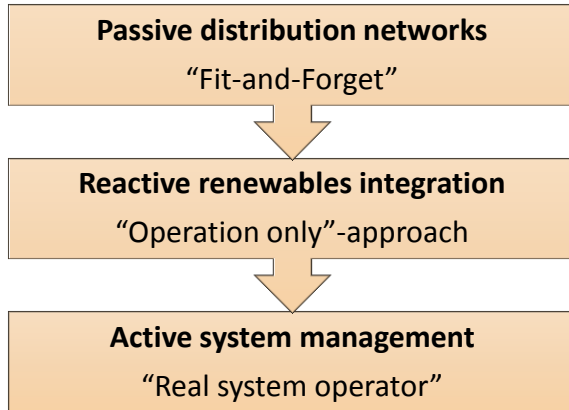 Passive distribution networks
“Fit-and-Forget”
Reactive renewables integration
“Operation only”-approach
Active system management
“Real system operator”